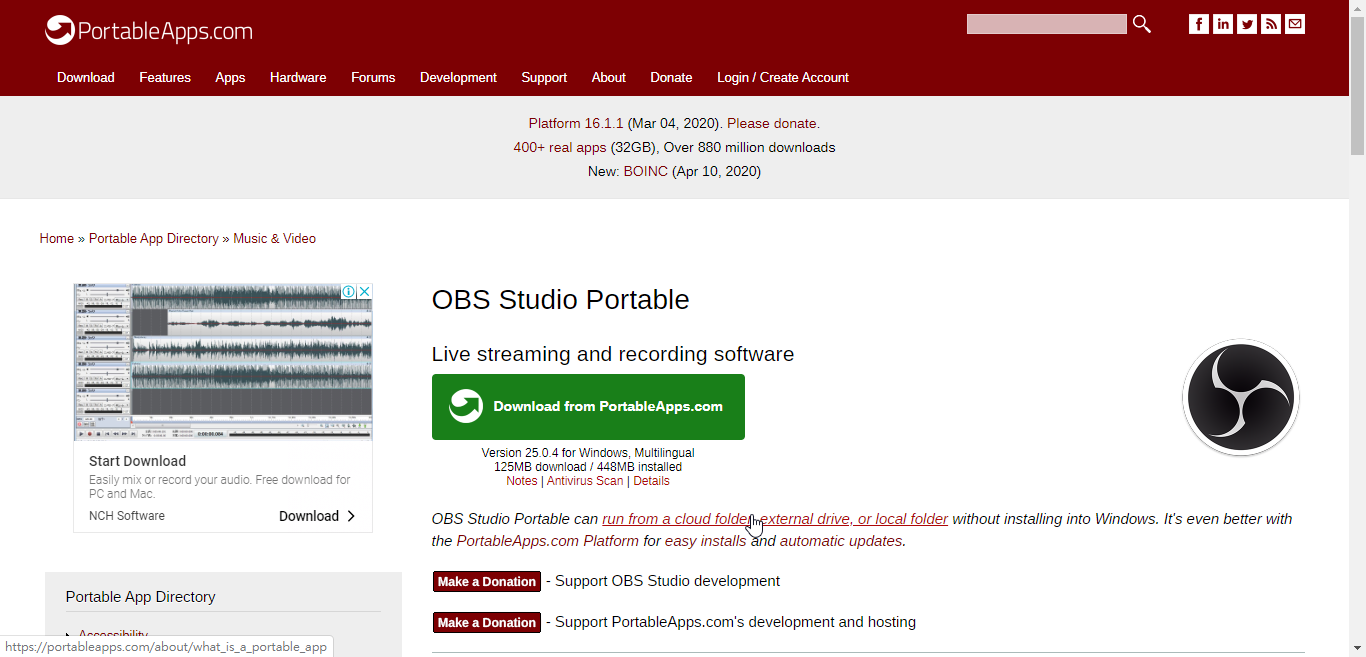 PortableApps.com
Download Features Apps Hardware Forums Development Support About Donate Login / Create Account
Platform 16.1.1 (Mar 04, 2020). Please donate.
400+ real apps (32GB), Over 880 million downloads
New: BOINC (Apr 10, 2020)
Home » Portable App Directory » Music & Video
OBS Studio Portable
Live streaming and recording software
Download from PortableApps.com
Version 25.0.4 for Windows, Multilingual
125MB download / 448MB installed
Notes | Antivirus Scan | Details
OBS Studio Portable can run from a cloud folder, external drive, or local folder without installing into Windows. It's even better with
the PortableApps.com Platform for easy installs and automatic updates.
Make a Donation - Support OBS Studio development
Make a Donation - Support PortableApps.com's development and hosting
Start Download
Easily mix or record your audio. Free download for
PC and Mac.
NCH Software Download
Portable App Directory
Accessibility
https://portableapps.com/about/what_is_a_portable_app